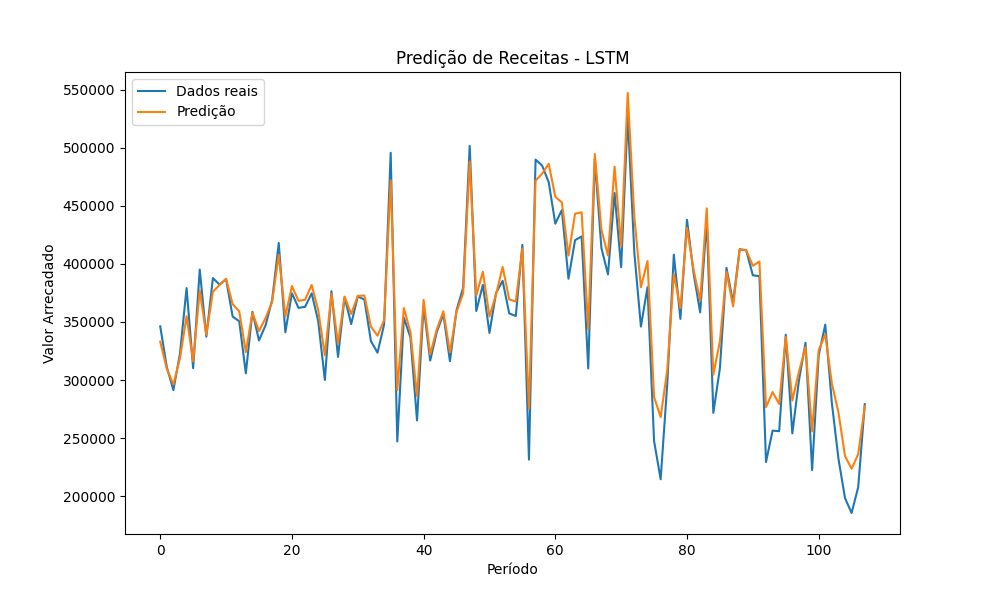 Predição de Receitas - LSTM
Dados reais
Predição
Valor Arrecadado
550000
500000
450000
400000
350000
300000
250000
200000
0
20
40
60
80
100
Período